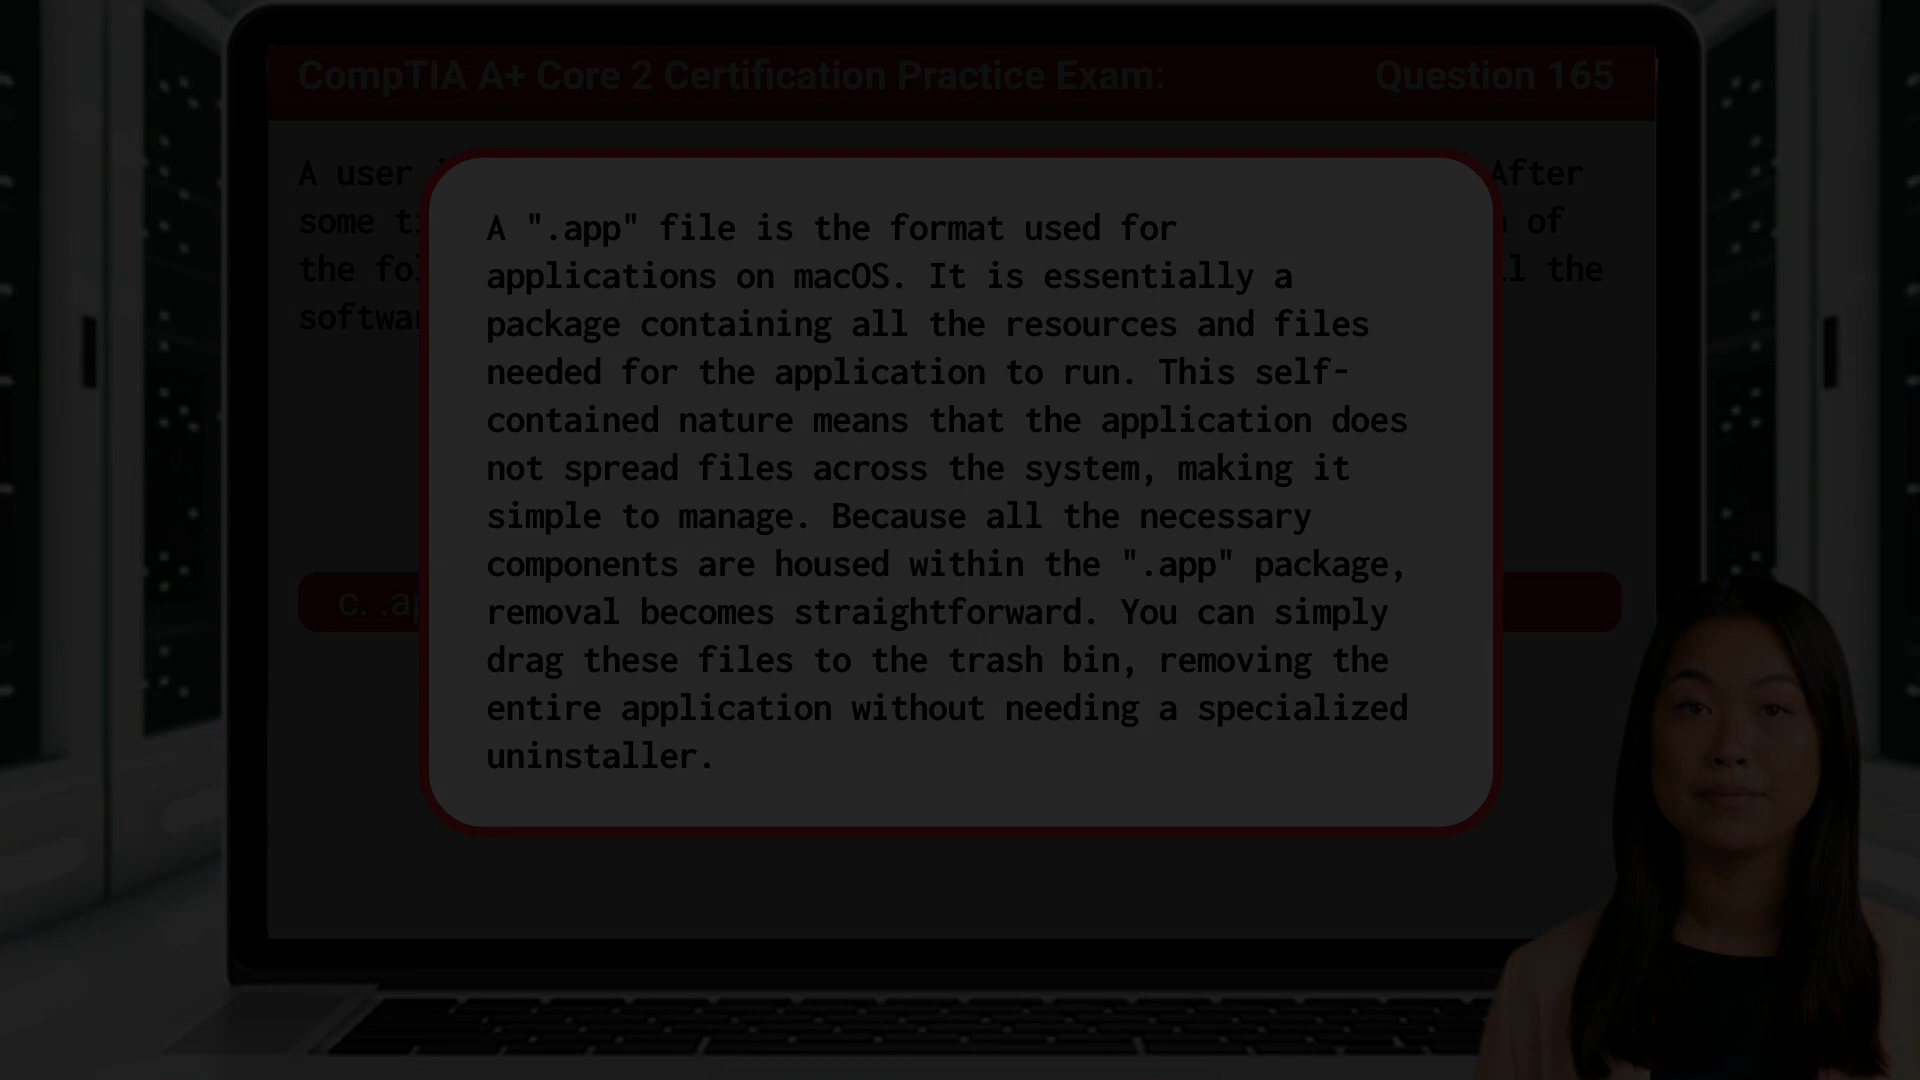 CompTIA A+ Core 2 Certification Practice Exam:
Question 165
A user
After
some
of
the
the
A ".app" file is the format used for
applications on macOS. It is essentially a
package containing all the resources and files
needed for the application to run. This self-
contained nature means that the application does
not spread files across the system, making it
simple to manage. Because all the necessary
components are housed within the ".app" package,
removal becomes straightforward. You can simply
drag these files to the trash bin, removing the
entire application without needing a specialized
uninstaller.
c.